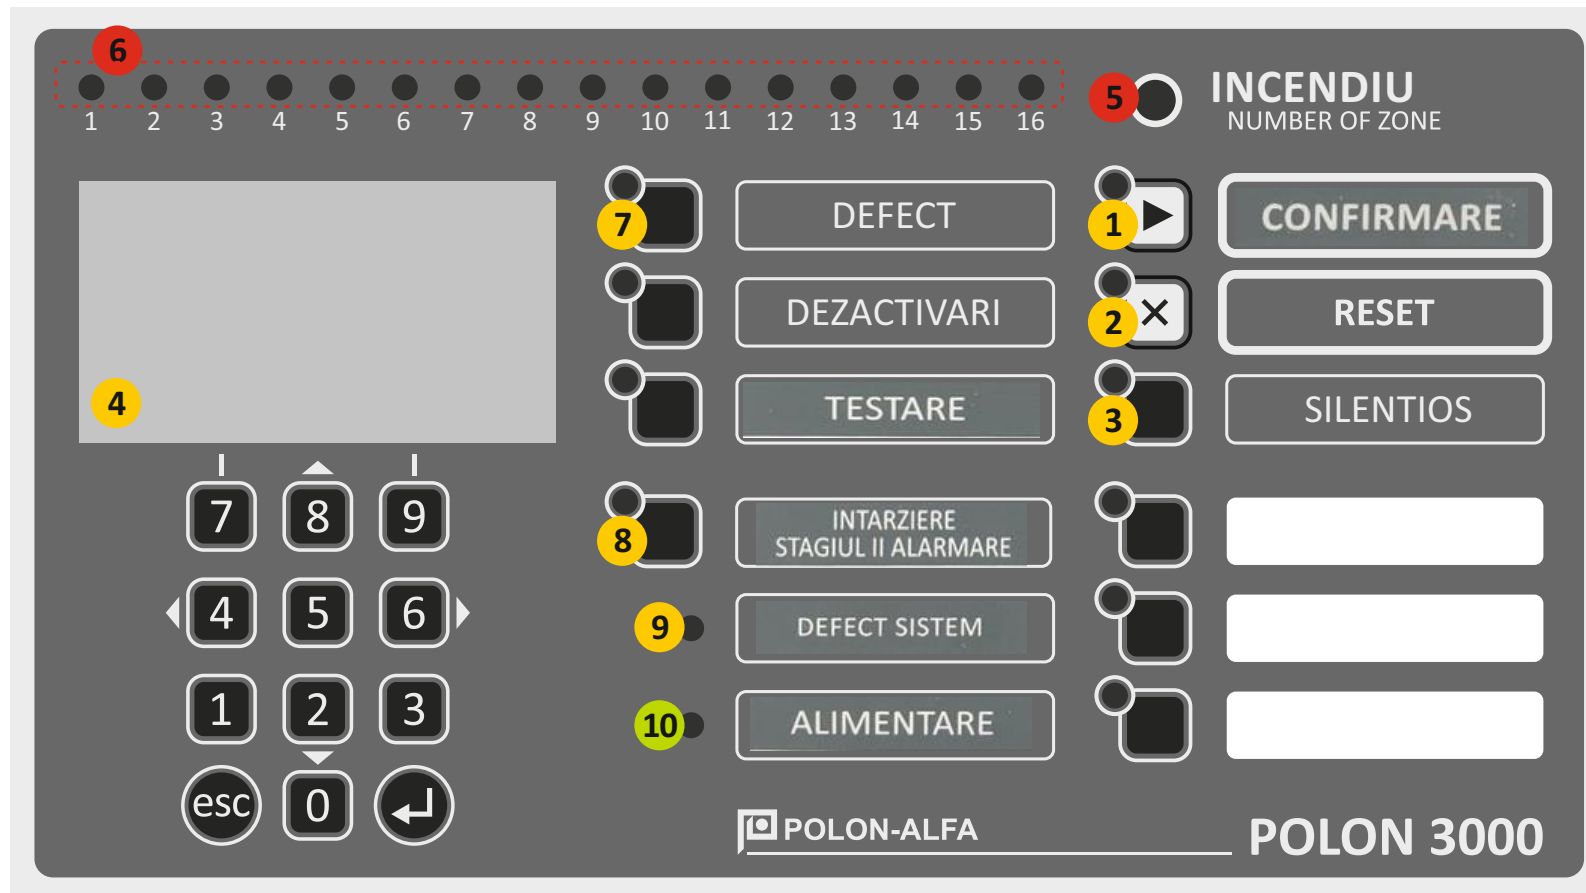 6
5 INCENDIU
1 2 3 4 5 6 7 8 9 10 11 12 13 14 15 16 NUMBER OF ZONE
7 DEFECT 1 CONFIRMARE
DEZACTIVARI 2 RESET
4 TESTARE 3 SILENTIOS
7 8 9
8 INTARZIERE
STAGIUL II ALARMARE
4 5 6
9 DEFECT SISTEM
1 2 3
10 ALIMENTARE
esc 0
POLON-ALFA POLON 3000